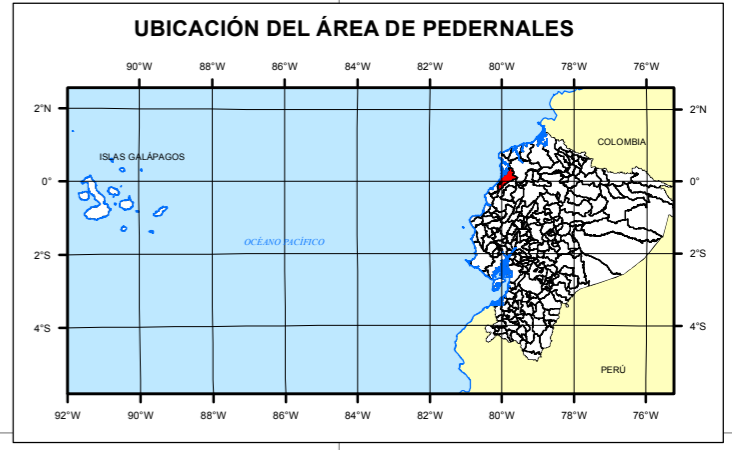 UBICACIÓN DEL ÁREA DE PEDERNALES
90°W 88°W 86°W 84°W 82°W 80°W 78°W 76°W
2°N 2°N
COLOMBIA
ISLAS GALÁPAGOS
0° 0°
OCÉANO PACÍFICO
2°S 2°S
4°S 4°S
PERÚ
92°W 90°W 88°W 86°W 84°W 82°W 80°W 78°W 76°W